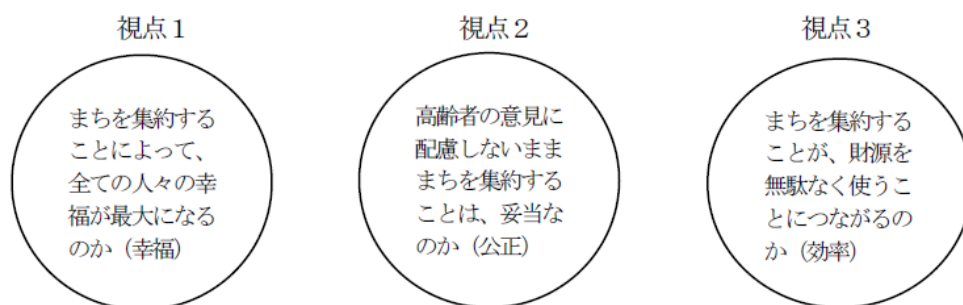 視点1
視点2
視点3
まちを集約する
ことによって、
全ての人々の幸
福が最大になる
のか（幸福）
高齢者の意見に
配慮しないまま
まちを集約する
ことは、妥当な
のか（公正）
まちを集約する
ことが、財源を
無駄なく使うこ
とにつながるの
か（効率）